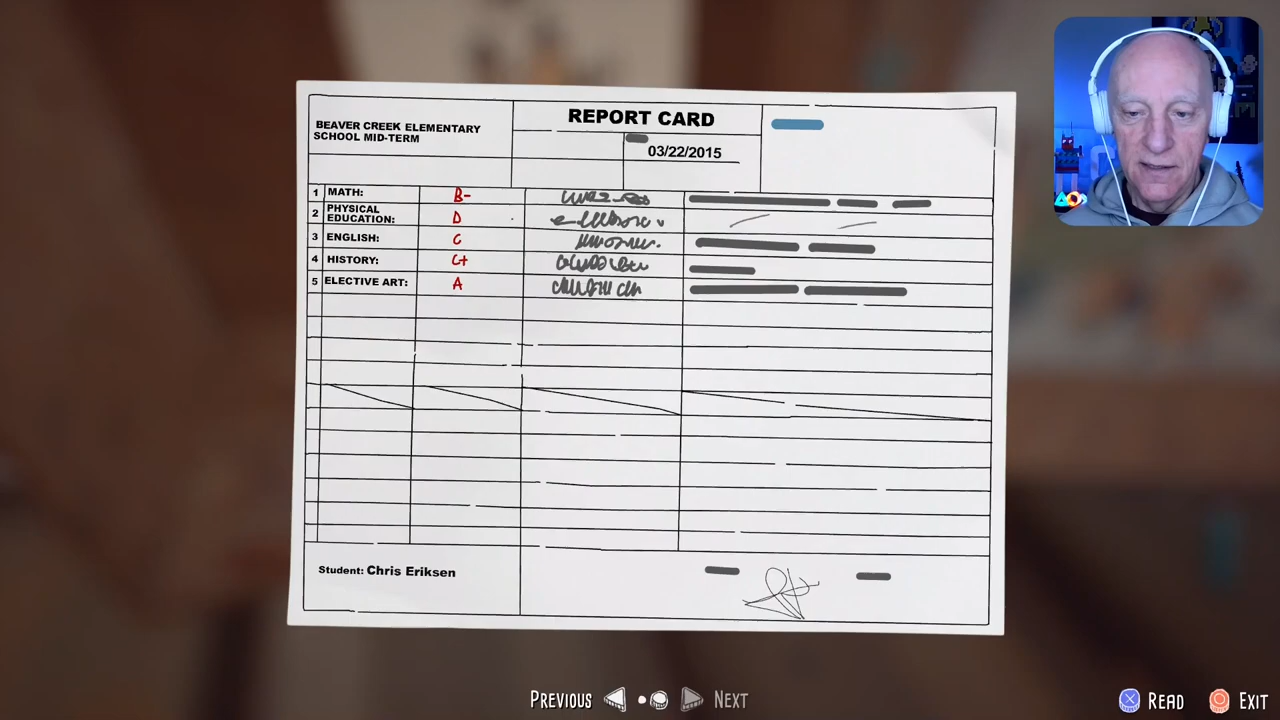 BEAVER CREEK ELEMENTARY
SCHOOL MID-TERM
REPORT CARD
03/22/2015
1 MATH: B-
2 PHYSICAL
EDUCATION: D
3 ENGLISH: C
4 HISTORY: C+
5 ELECTIVE ART: A
Student: Chris Eriksen
PREVIOUS NEXT
READ EXIT